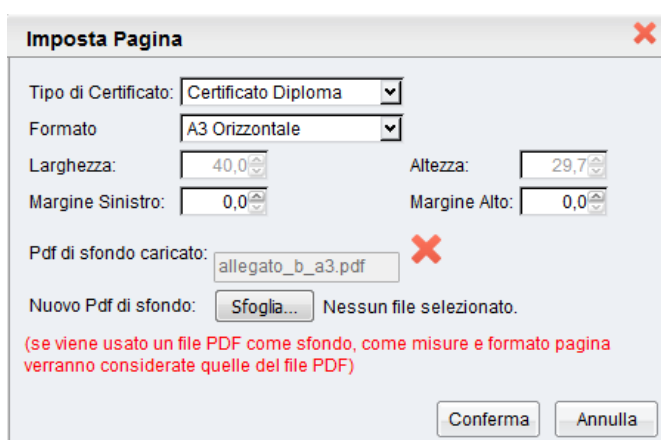 Imposta Pagina
Tipo di Certificato: Certificato Diploma
Formato A3 Orizzontale
Larghezza: 40,0 Altezza: 29,7
Margine Sinistro: 0,0 Margine Alto: 0,0
Pdf di sfondo caricato: allegato_b_a3.pdf
Nuovo Pdf di sfondo: Sfoglia... Nessun file selezionato.
(se viene usato un file PDF come sfondo, come misure e formato pagina
verranno considerate quelle del file PDF)
Conferma Annulla